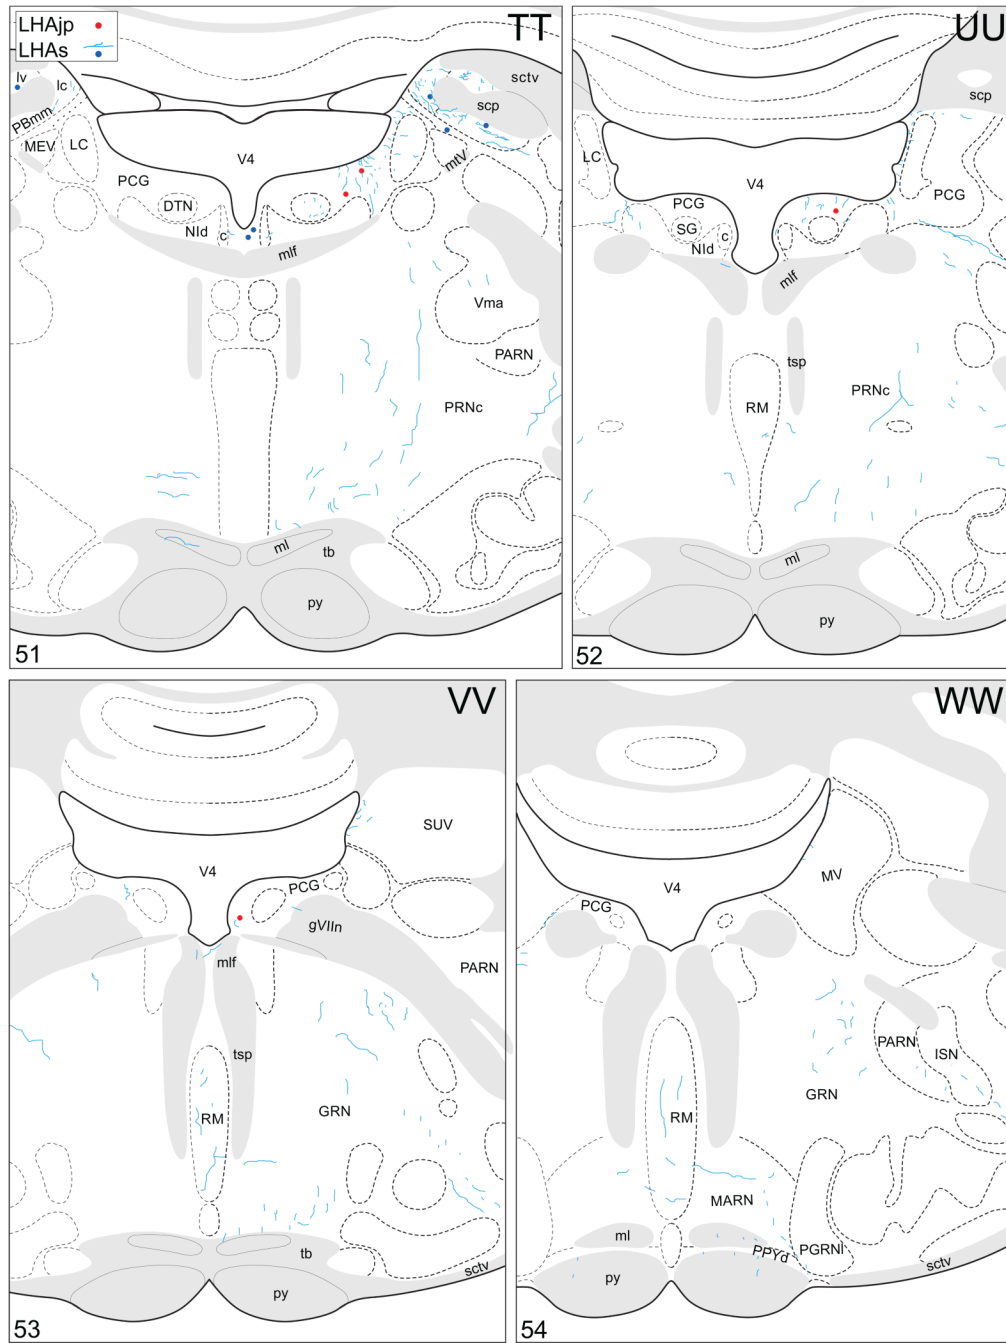 LHAjp
LHAs
TT
lv
lc
PBmm
MEV
LC
V4
PCG
DTN
NId
c
mlf
sctv
scp
mtV
Vma
PARN
PRNc
ml
tb
py
51
UU
scp
LC
V4
PCG
PCG
SG
c
NId
mlf
tsp
RM
PRNc
ml
py
52
VV
SUV
V4
PCG
gVIIn
mlf
PARN
tsp
RM
GRN
tb
sctv
py
53
WW
MV
V4
PCG
PARN
ISN
GRN
RM
MARN
ml
PPYd
PGRNl
py
sctv
54